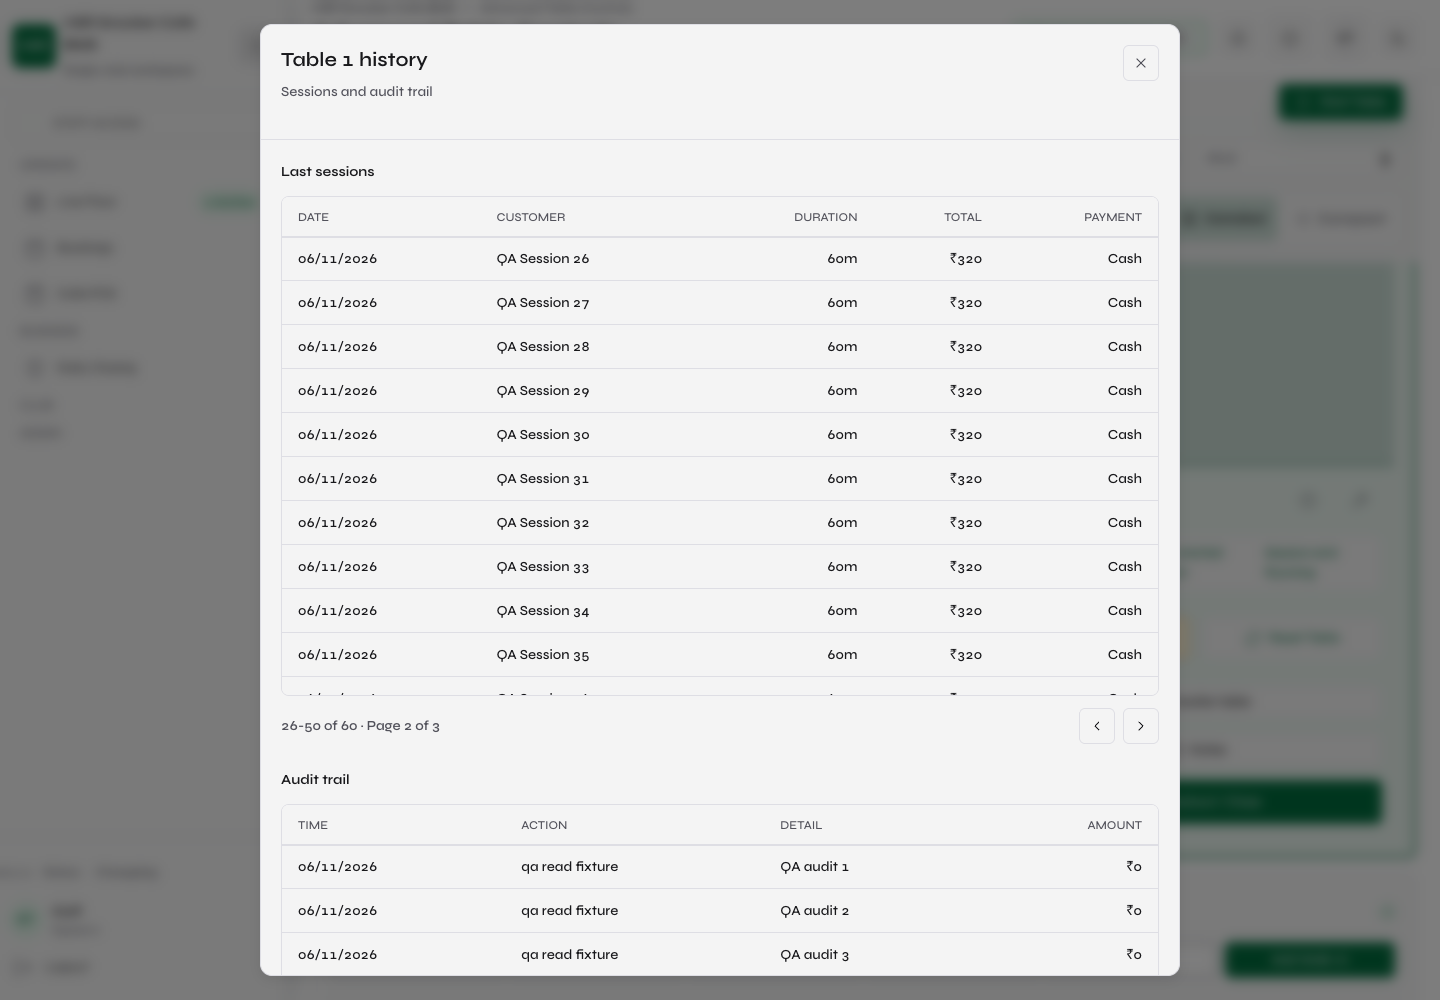 Table 1 history
Sessions and audit trail
Last sessions
DATE CUSTOMER DURATION TOTAL PAYMENT
06/11/2026 QA Session 26 60m ₹320 Cash
06/11/2026 QA Session 27 60m ₹320 Cash
06/11/2026 QA Session 28 60m ₹320 Cash
06/11/2026 QA Session 29 60m ₹320 Cash
06/11/2026 QA Session 30 60m ₹320 Cash
06/11/2026 QA Session 31 60m ₹320 Cash
06/11/2026 QA Session 32 60m ₹320 Cash
06/11/2026 QA Session 33 60m ₹320 Cash
06/11/2026 QA Session 34 60m ₹320 Cash
06/11/2026 QA Session 35 60m ₹320 Cash
26-50 of 60 · Page 2 of 3
Audit trail
TIME ACTION DETAIL AMOUNT
06/11/2026 qa read fixture QA audit 1 ₹0
06/11/2026 qa read fixture QA audit 2 ₹0
06/11/2026 qa read fixture QA audit 3 ₹0